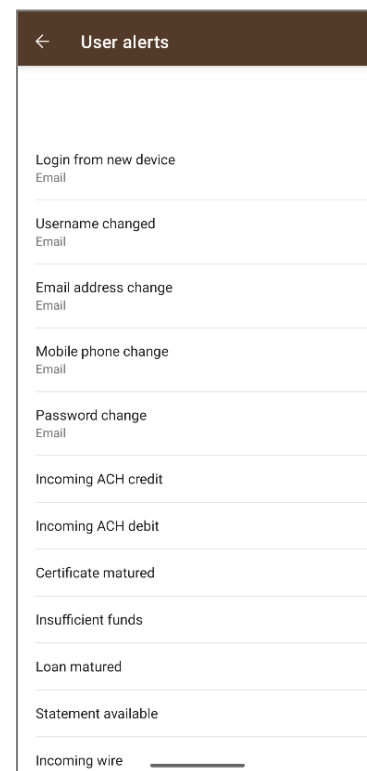 User alerts
Login from new device
Email
Username changed
Email
Email address change
Email
Mobile phone change
Email
Password change
Email
Incoming ACH credit
Incoming ACH debit
Certificate matured
Insufficient funds
Loan matured
Statement available
Incoming wire